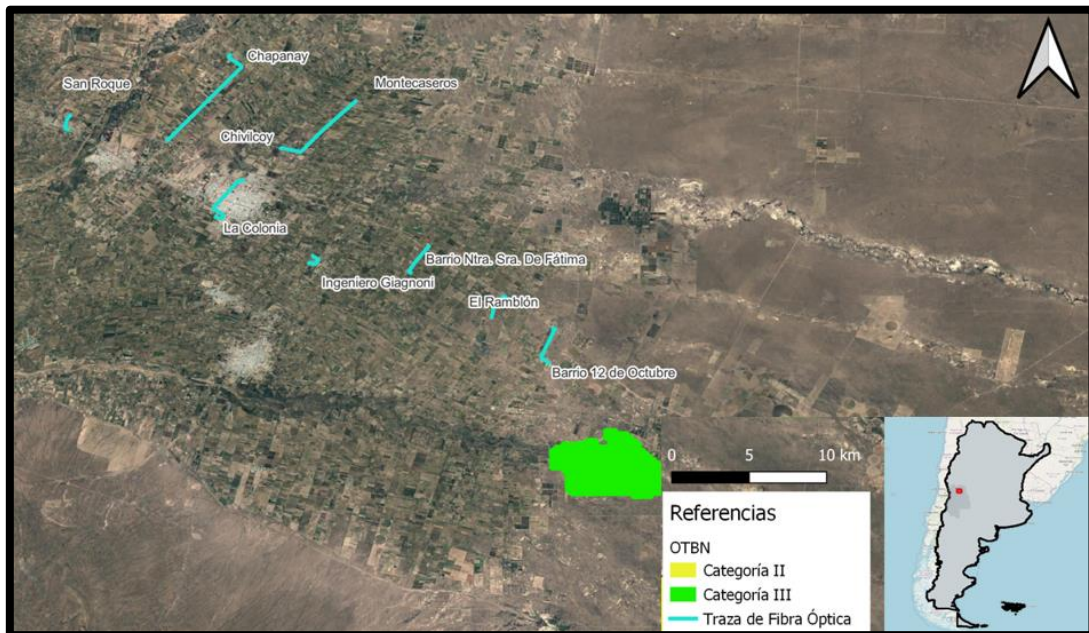 Chapanay
San Roque
Montecaseros
Chivilcoy
La Colonia
Barrio Ntra. Sra. De Fátima
Ingeniero Giagnoni
El Ramblón
Barrio 12 de Octubre
0 5 10 km
Referencias
OTBN
Categoría II
Categoría III
Traza de Fibra Óptica